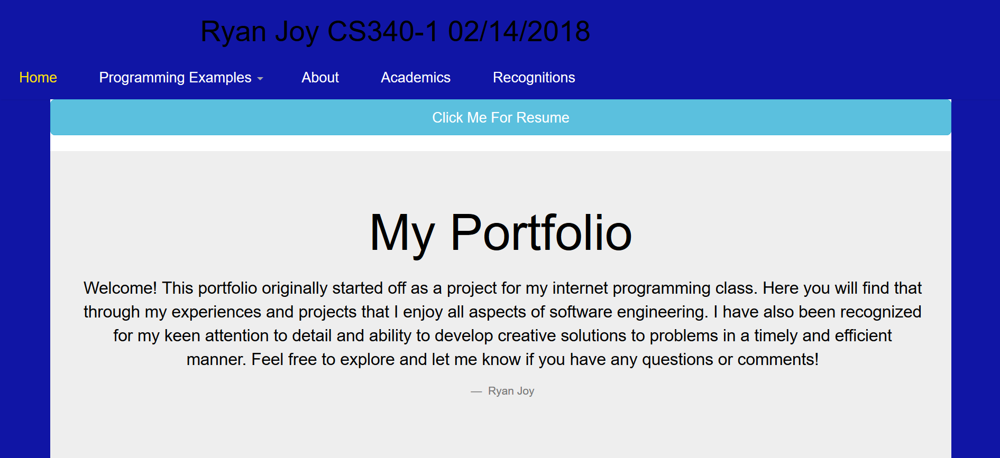 Ryan Joy CS340-1 02/14/2018
Home Programming Examples About Academics Recognitions
Click Me For Resume
My Portfolio
Welcome! This portfolio originally started off as a project for my internet programming class. Here you will find that
through my experiences and projects that I enjoy all aspects of software engineering. I have also been recognized
for my keen attention to detail and ability to develop creative solutions to problems in a timely and efficient
manner. Feel free to explore and let me know if you have any questions or comments!
— Ryan Joy